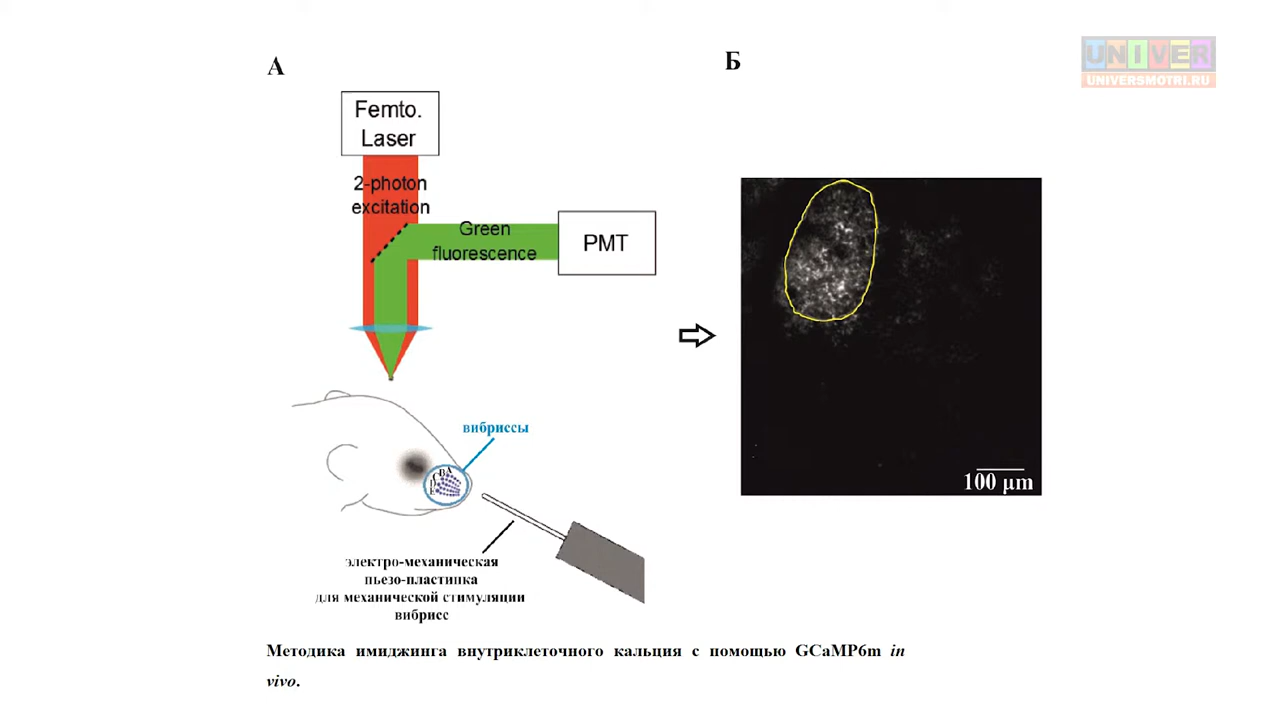 А
Б
UNIVER
UNIVERSMOTRI.RU
Femto.
Laser
2-photon
excitation
Green
fluorescence
PMT
вибриссы
A
B
C
D
E
электро-механическая
пьезо-пластинка
для механической стимуляции
вибрисс
100 μm
Методика имиджинга внутриклеточного кальция с помощью GCaMP6m in
vivo.